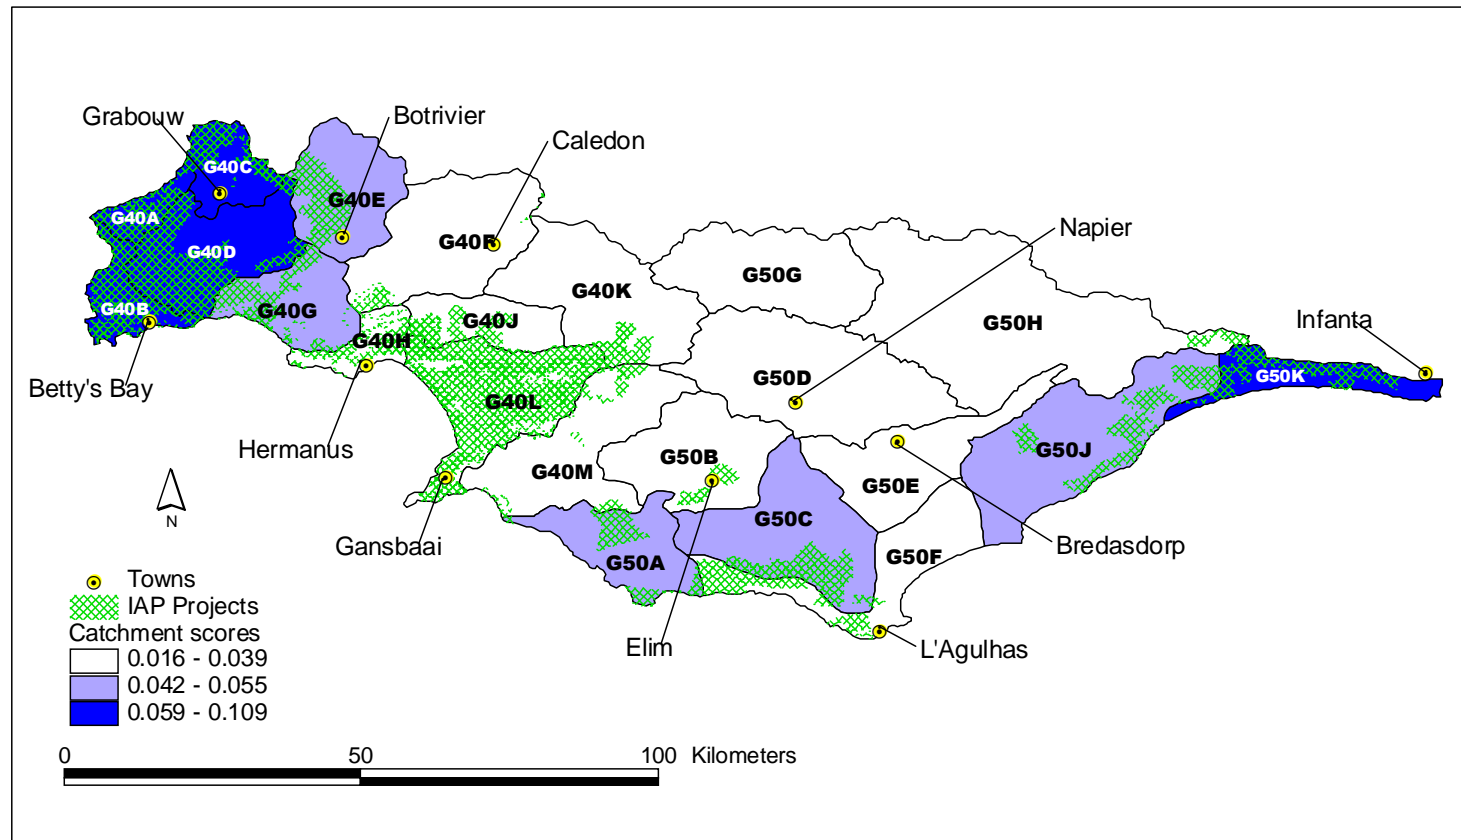 Grabouw
Botrivier
Caledon
G40C
G40E
G40A
Napier
G40D
G40F
G50G
G40K
G40B
G40G
G40J
G50H
Infanta
G40H
Betty's Bay
G50D
G50K
G40L
Hermanus
G50J
G40M
G50B
G50E
N
G50C
Gansbaai
G50A
G50F
Bredasdorp
Towns
IAP Projects
Catchment scores
Elim
L'Agulhas
0.016 - 0.039
0.042 - 0.055
0.059 - 0.109
0 50 100 Kilometers